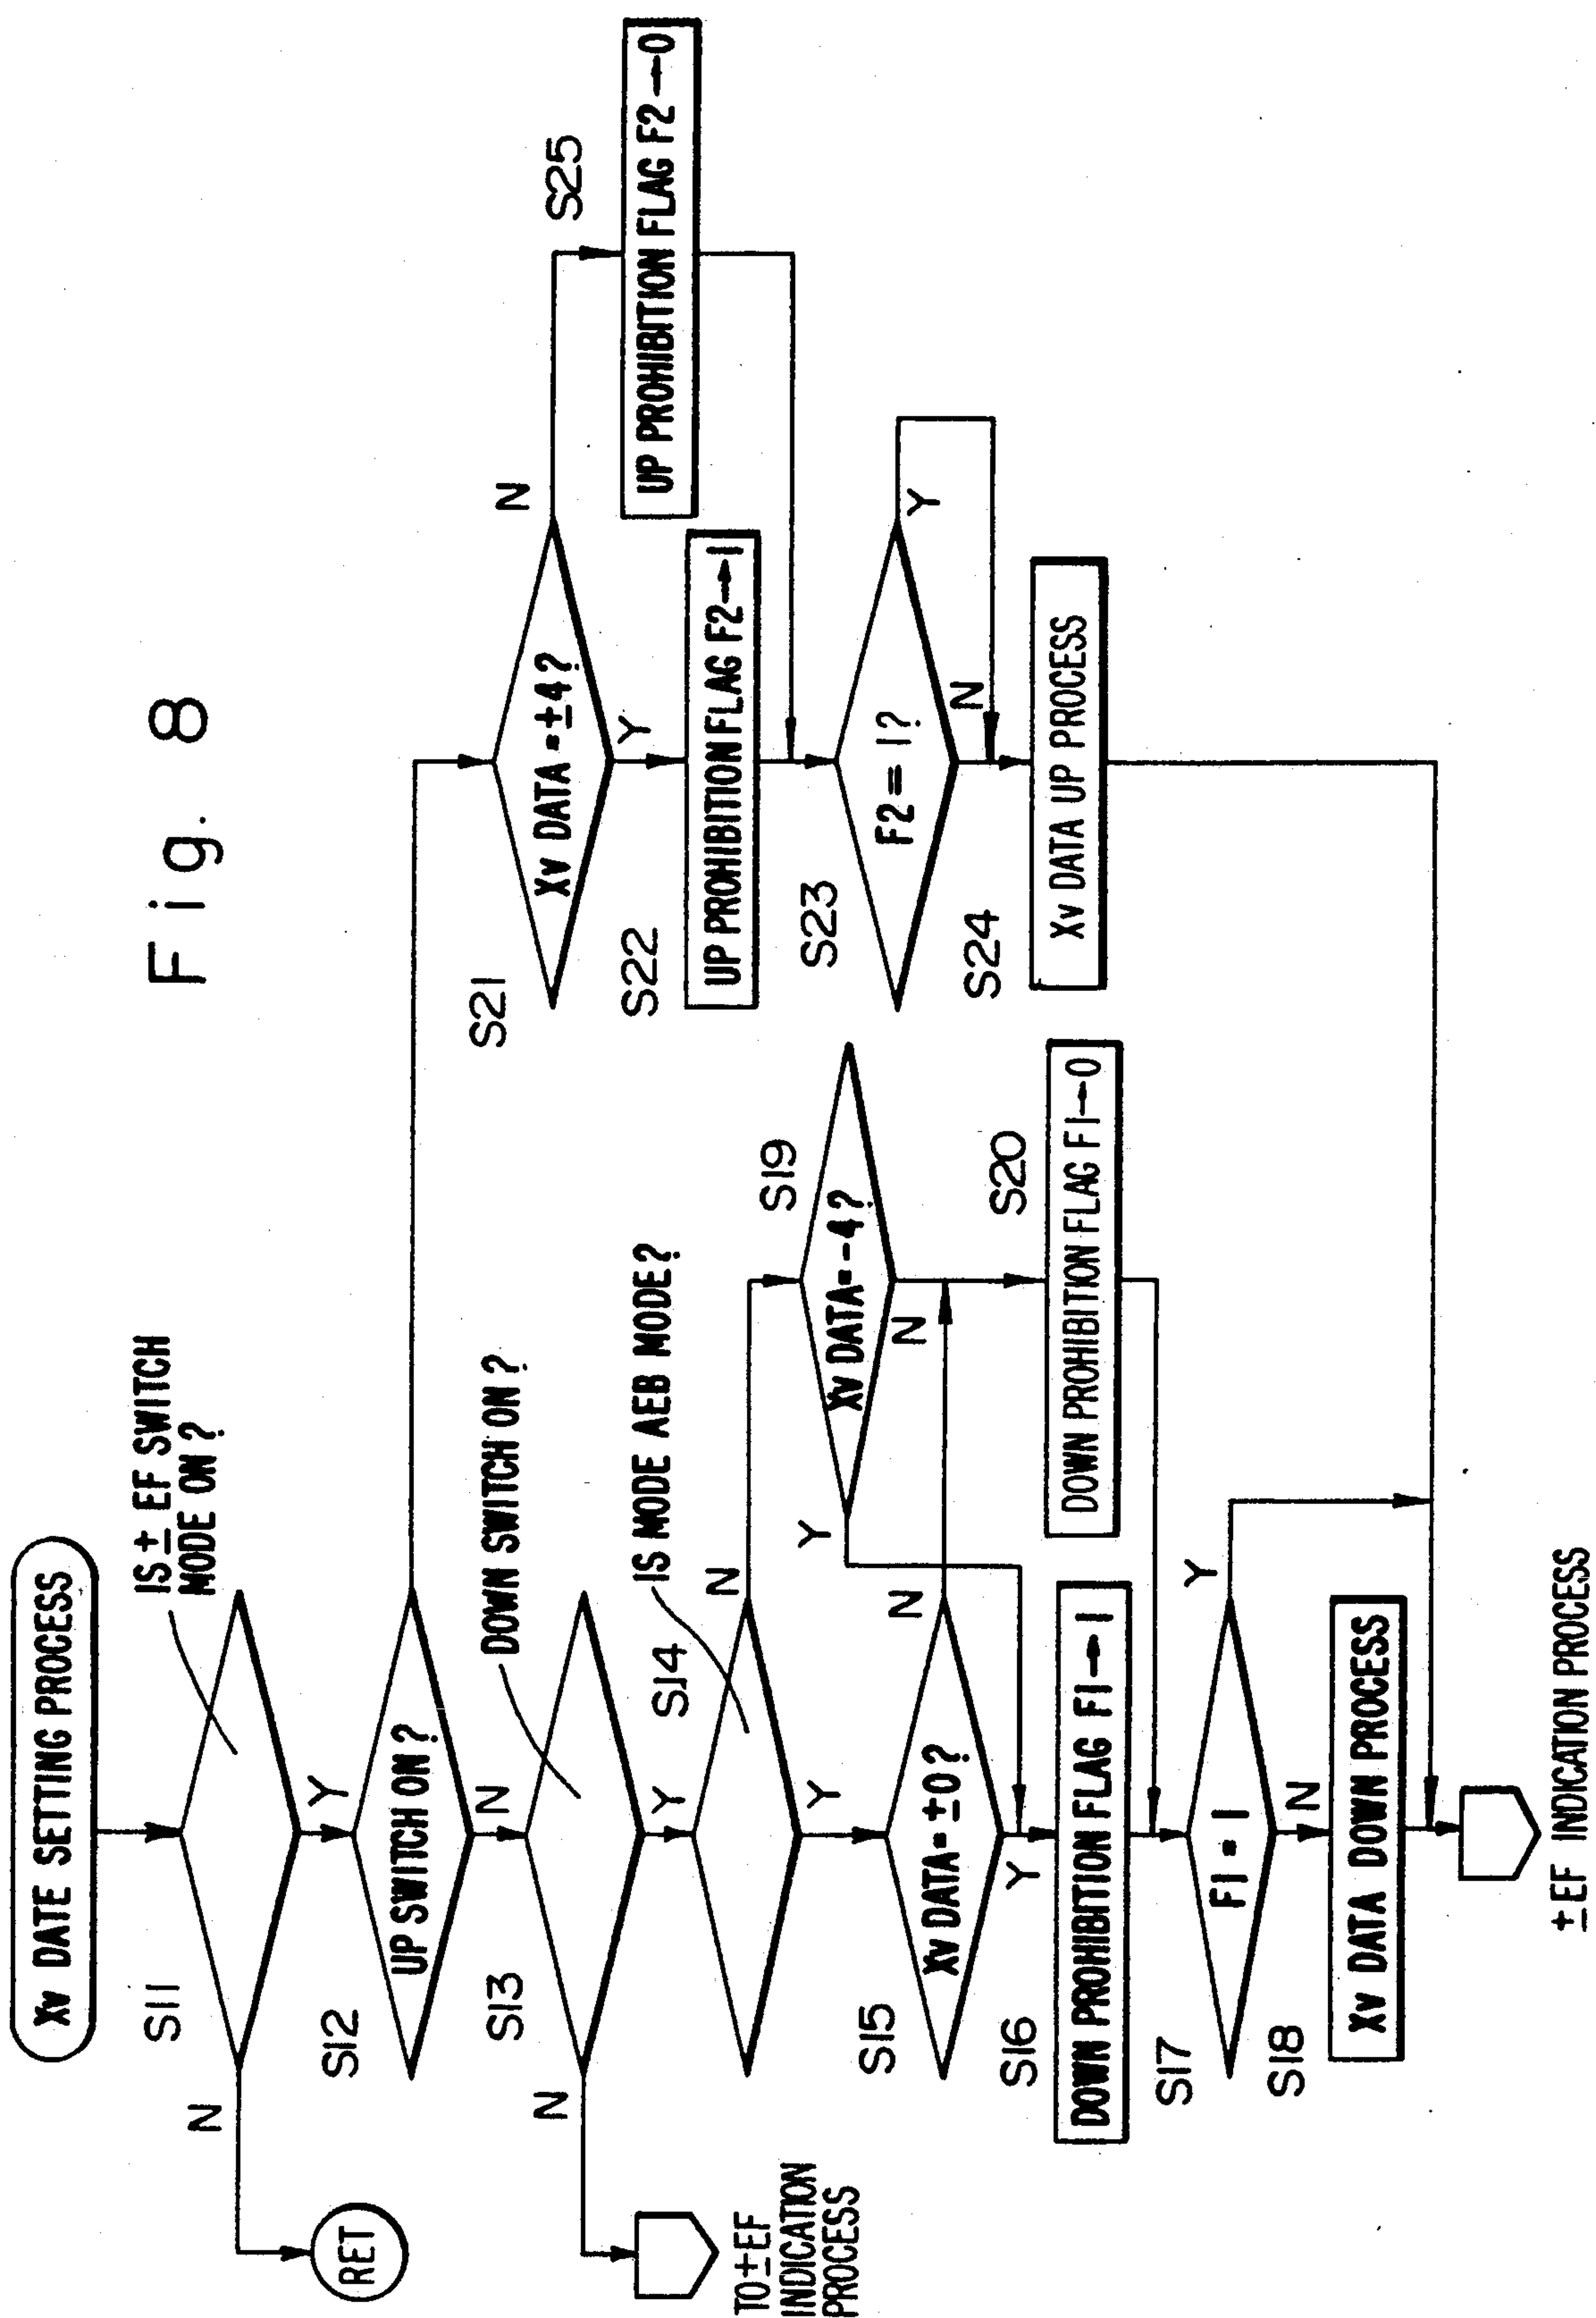 Fig. 8
Xv DATE SETTING PROCESS
S11
IS ± EF SWITCH
MODE ON ?
N
RET
Y
S12
UP SWITCH ON ?
N
S13
DOWN SWITCH ON ?
N
TO ± EF
INDICATION
PROCESS
Y
S14
IS MODE AEB MODE?
N
Y
S15
Xv DATA = ±0?
N
Y
S16
DOWN PROHIBITION FLAG F1→1
S17
F1 = 1
Y
N
S18
Xv DATA DOWN PROCESS
± EF INDICATION PROCESS
S19
Xv DATA = -4?
Y
N
S20
DOWN PROHIBITION FLAG F1→0
S21
Xv DATA = ±4?
N
Y
S22
UP PROHIBITION FLAG F2→1
S25
UP PROHIBITION FLAG F2→0
S23
F2 = 1?
Y
N
S24
Xv DATA UP PROCESS